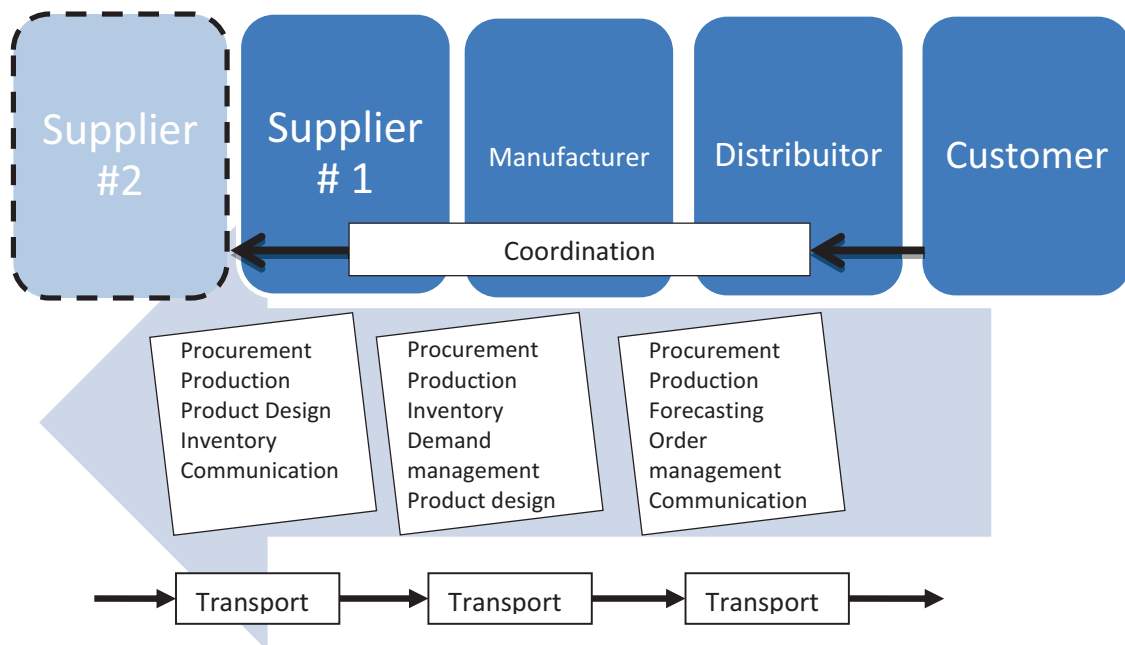 Supplier
#2
Supplier
# 1
Manufacturer
Distribuitor
Customer
Coordination
Procurement
Production
Product Design
Inventory
Communication
Procurement
Production
Inventory
Demand
management
Product design
Procurement
Production
Forecasting
Order
management
Communication
Transport
Transport
Transport